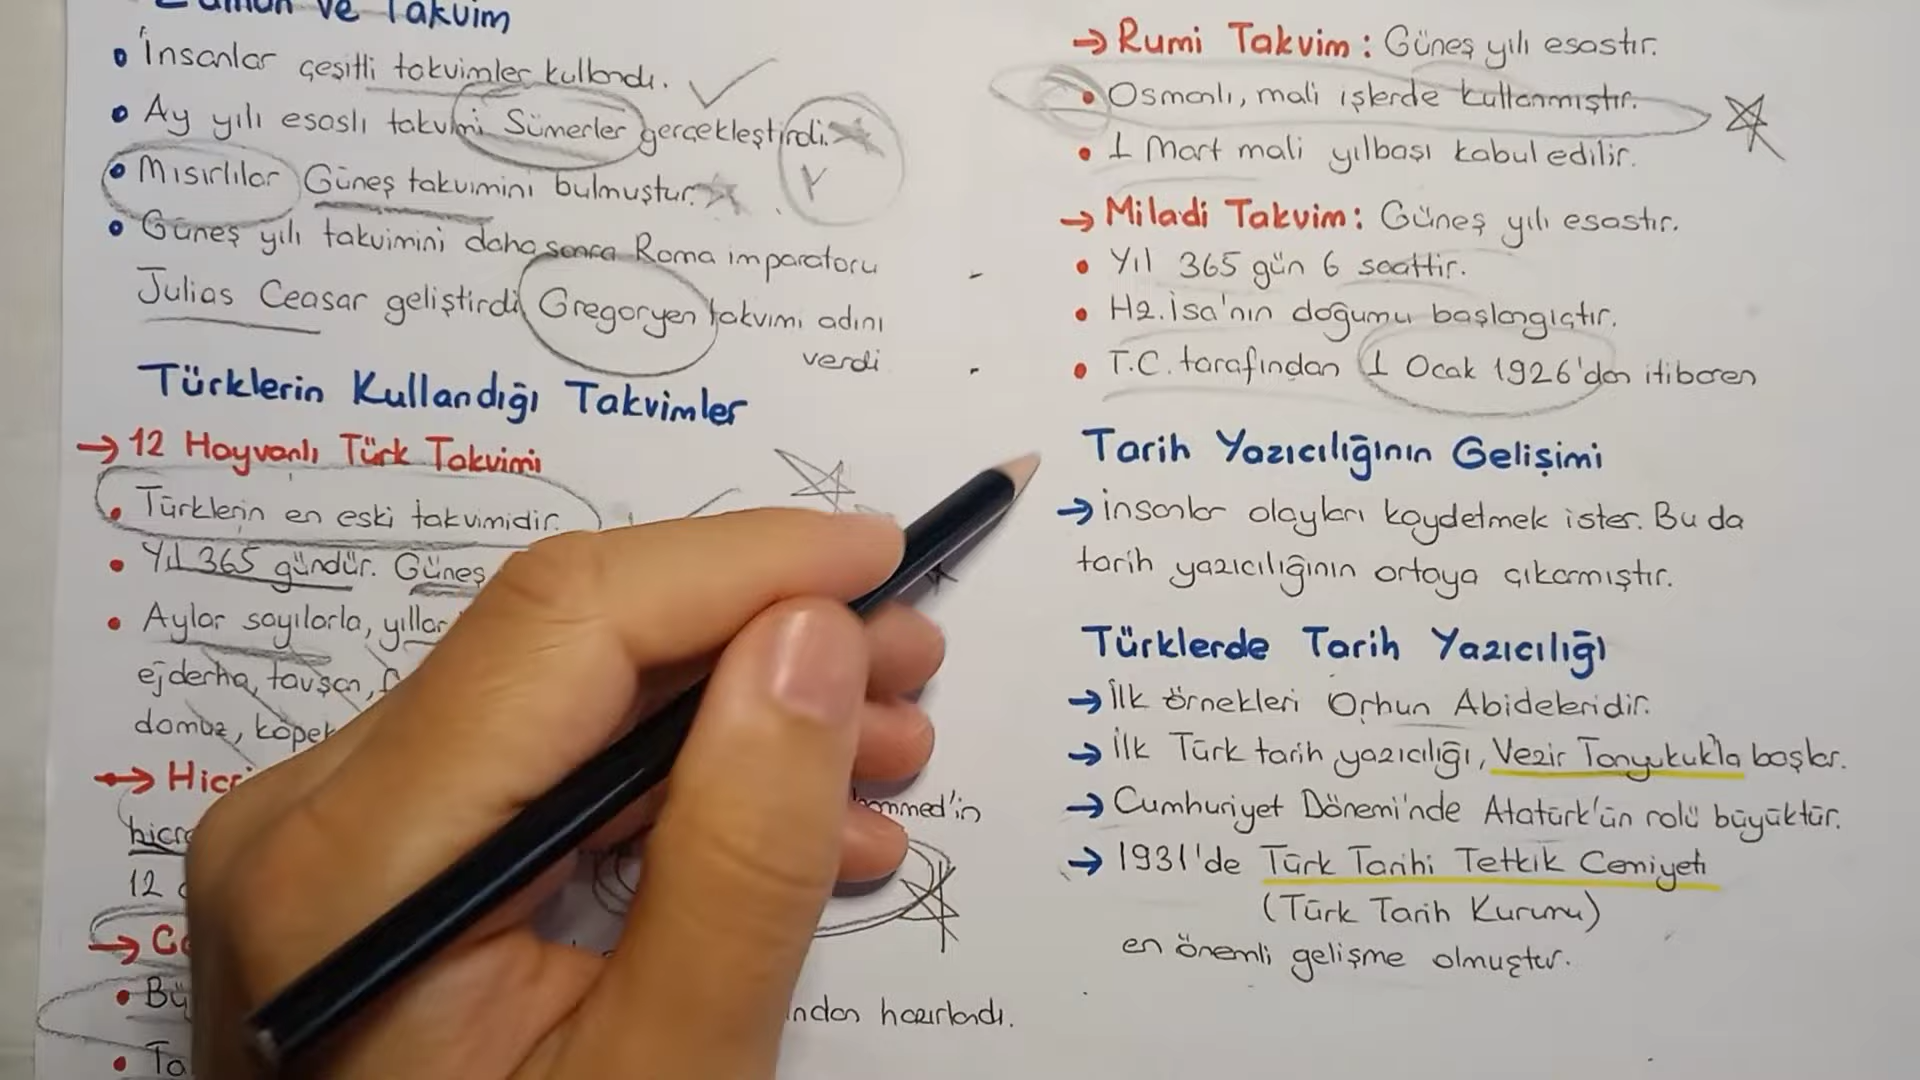 Zaman ve Takvim
• İnsanlar çeşitli takvimler kullandı.
• Ay yılı esaslı takvimi Sümerler gerçekleştirdi.
• Mısırlılar Güneş takvimini bulmuştur.
• Güneş yılı takvimini daha sonra Roma imparatoru
Julias Ceasar geliştirdi Gregoryen takvimi adını
verdi
Türklerin Kullandığı Takvimler
→ 12 Hayvanlı Türk Takvimi
• Türklerin en eski takvimidir.
• Yıl 365 gündür. Güneş
• Aylar sayılarla, yıllar
ejderha, tavşan,
domuz, köpek
→ Hicri
12
• Bü
ndan hazırlandı.
• Ta
→ Rumi Takvim : Güneş yılı esastır.
• Osmanlı, mali işlerde kullanmıştır.
• 1 Mart mali yılbaşı kabul edilir.
→ Miladi Takvim : Güneş yılı esastır.
• Yıl 365 gün 6 saattir.
• Hz. İsa'nın doğumu başlangıçtır.
• T.C. tarafından 1 Ocak 1926'dan itibaren
Tarih Yazıcılığının Gelişimi
→ insanlar olayları kaydetmek ister. Bu da
tarih yazıcılığının ortaya çıkarmıştır.
Türklerde Tarih Yazıcılığı
→ İlk örnekleri Orhun Abideleridir.
→ İlk Türk tarih yazıcılığı, Vezir Tonyukuk'la başlar.
→ Cumhuriyet Dönemi'nde Atatürk'ün rolü büyüktür.
→ 1931'de Türk Tarihi Tetkik Cemiyeti
(Türk Tarih Kurumu)
en önemli gelişme olmuştur.